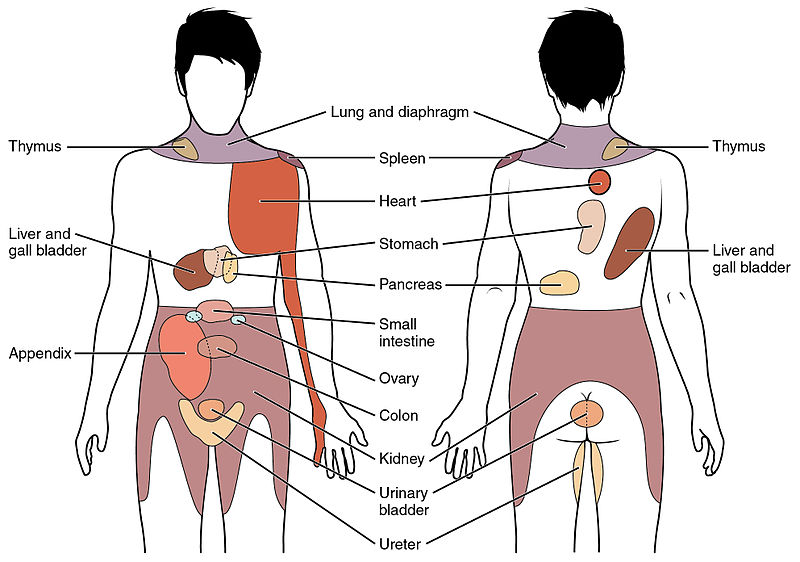 Lung and diaphragm
Thymus
Spleen
Thymus
Heart
Liver and
gall bladder
Stomach
Liver and
gall bladder
Pancreas
Small
intestine
Appendix
Ovary
Colon
Kidney
Urinary
bladder
Ureter